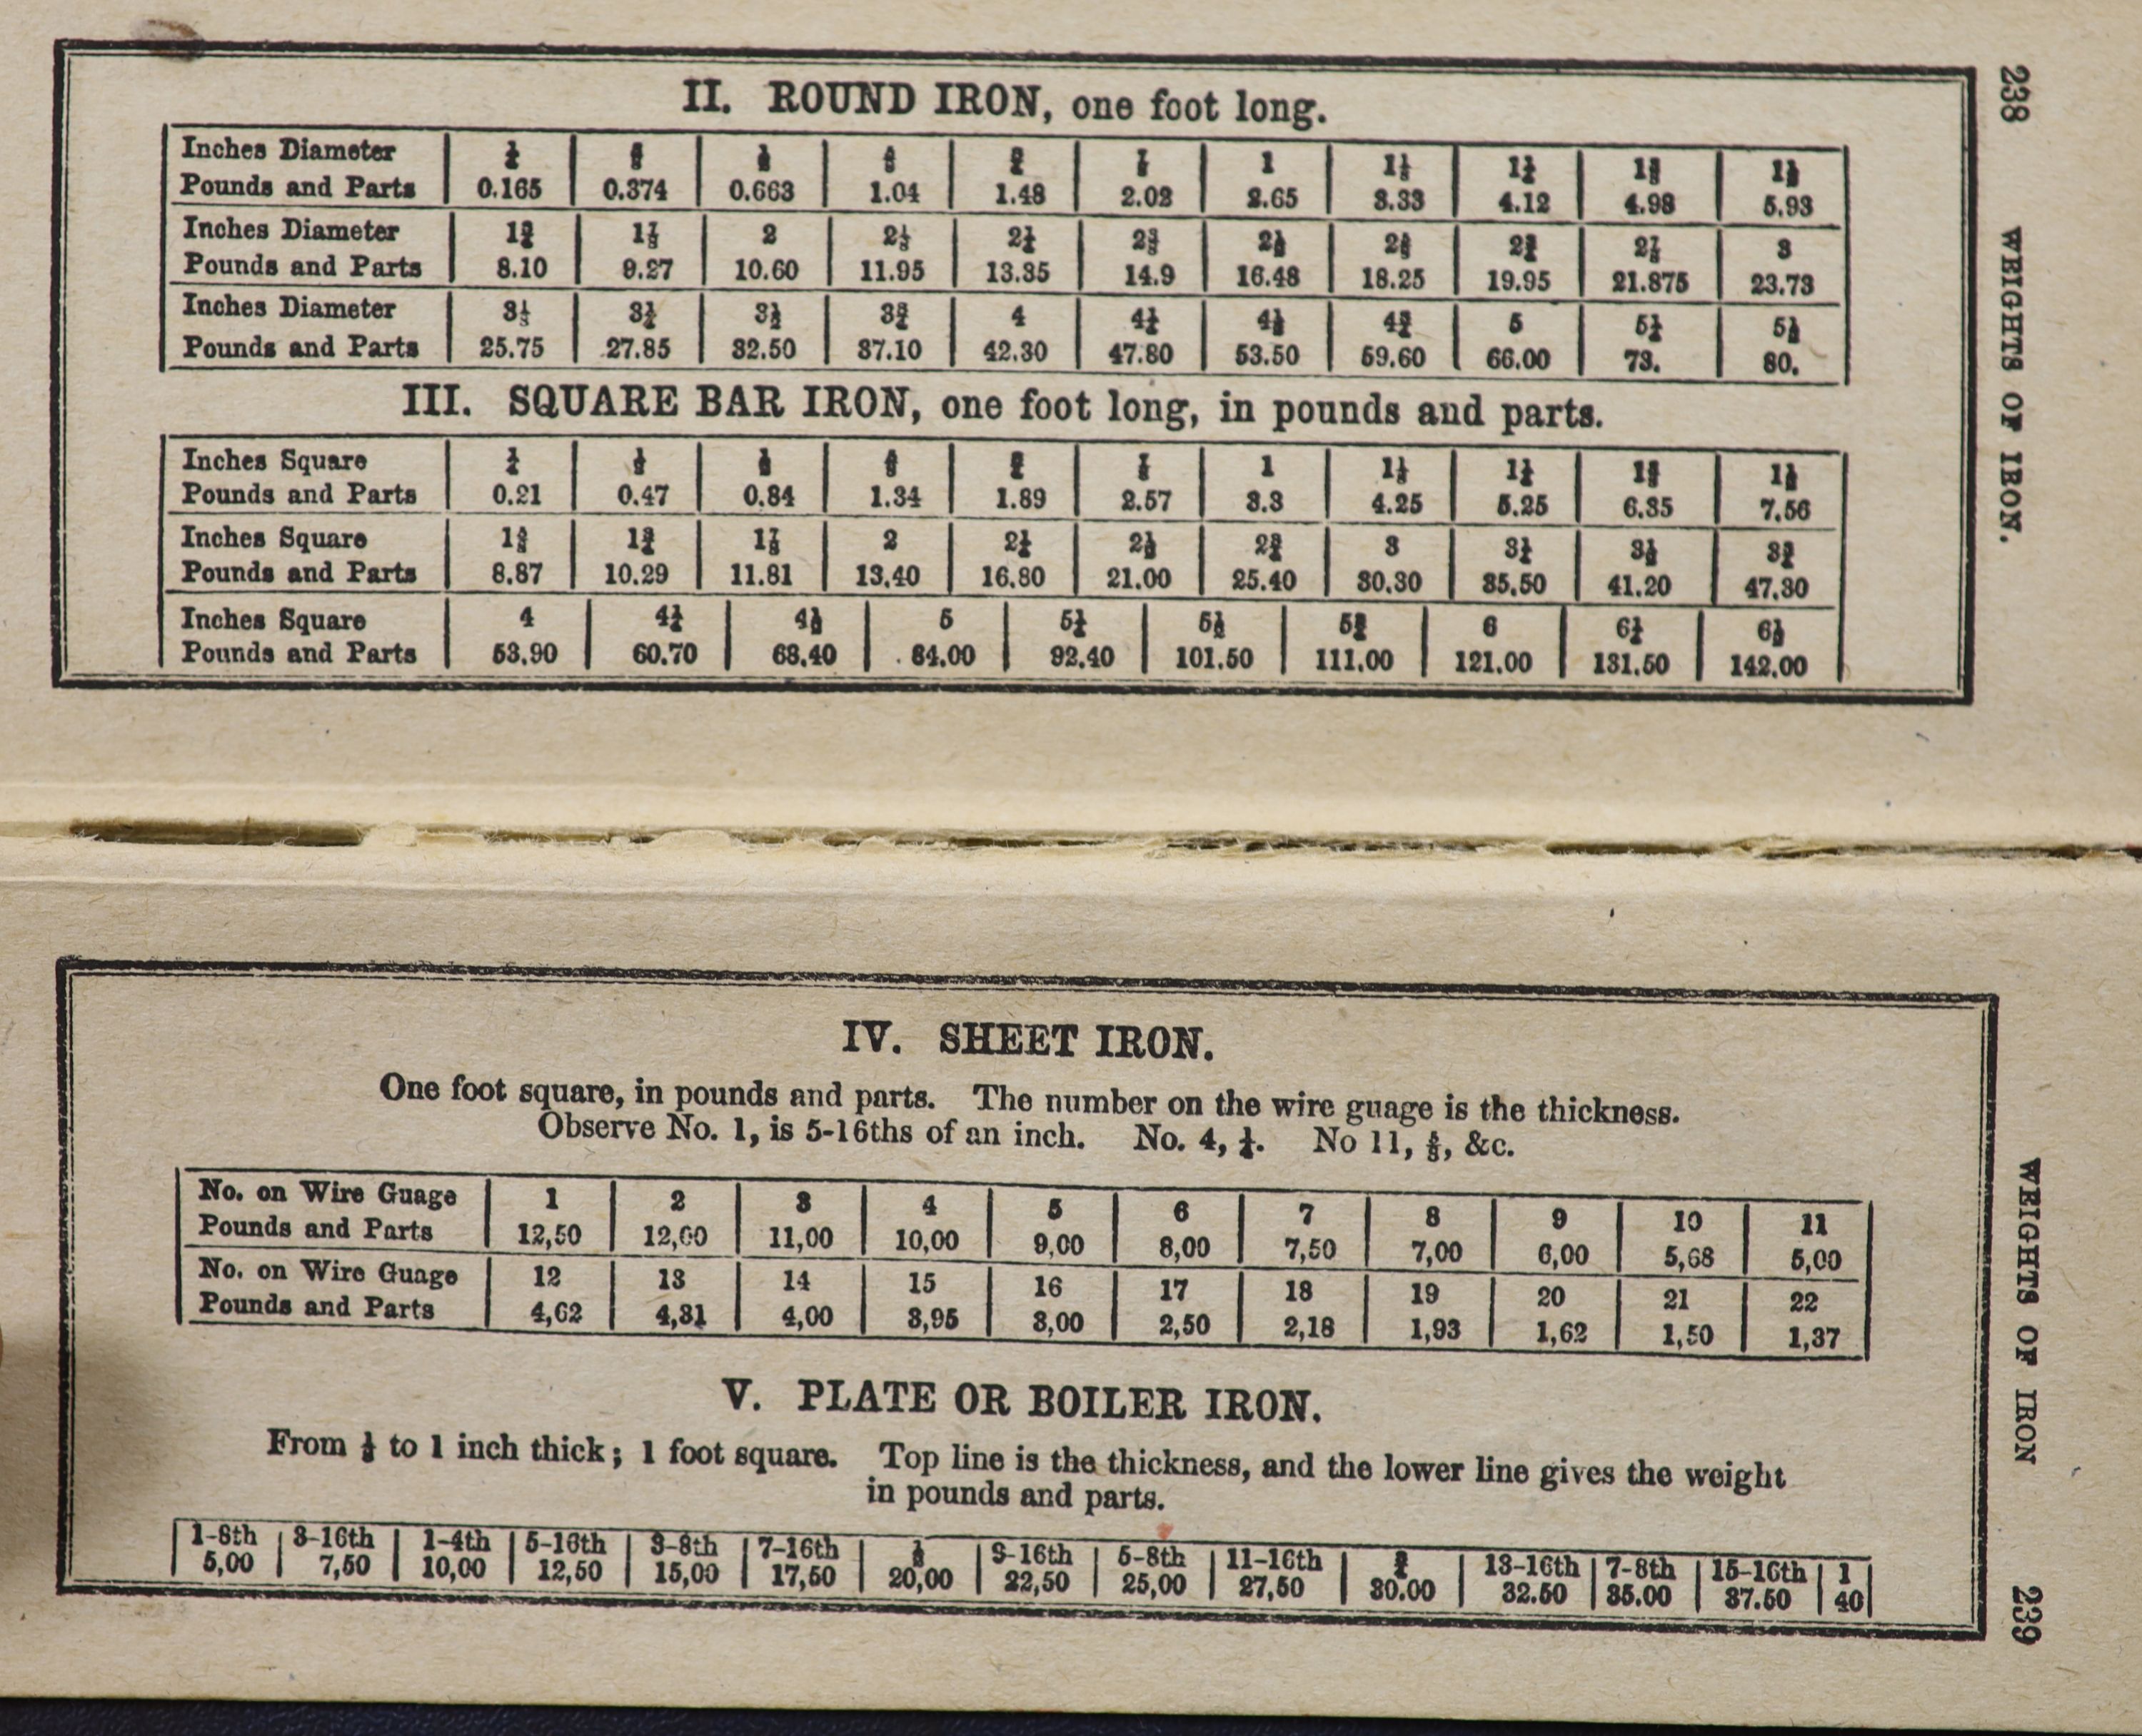 238 WEIGHTS OF IRON.
II. ROUND IRON, one foot long.
Inches Diameter ¼ ⅜ ½ ⅝ ¾ ⅞ 1 1⅛ 1¼ 1⅜ 1½
Pounds and Parts 0.165 0.374 0.663 1.04 1.48 2.02 2.65 3.33 4.12 4.98 5.93
Inches Diameter 1¾ 1⅞ 2 2⅛ 2¼ 2⅜ 2½ 2⅝ 2¾ 2⅞ 3
Pounds and Parts 8.10 9.27 10.60 11.95 13.35 14.9 16.48 18.25 19.95 21.875 23.73
Inches Diameter 3⅛ 3¼ 3½ 3¾ 4 4¼ 4½ 4¾ 5 5¼ 5½
Pounds and Parts 25.75 27.85 32.50 37.10 42.30 47.80 53.50 59.60 66.00 73. 80.
III. SQUARE BAR IRON, one foot long, in pounds and parts.
Inches Square ¼ ½ ⅝ ¾ ⅞ 1 1⅛ 1¼ 1⅜ 1½
Pounds and Parts 0.21 0.47 0.84 1.34 1.89 2.57 3.3 4.25 5.25 6.35 7.56
Inches Square 1⅝ 1¾ 1⅞ 2 2¼ 2½ 2¾ 3 3¼ 3½ 3¾
Pounds and Parts 8.87 10.29 11.81 13.40 16.80 21.00 25.40 30.30 35.50 41.20 47.30
Inches Square 4 4¼ 4½ 5 5¼ 5½ 5¾ 6 6¼ 6½
Pounds and Parts 53.90 60.70 68.40 84.00 92.40 101.50 111.00 121.00 131.50 142.00
WEIGHTS OF IRON 239
IV. SHEET IRON.
One foot square, in pounds and parts. The number on the wire guage is the thickness.
Observe No. 1, is 5-16ths of an inch. No. 4, ¼. No 11, &c.
No. on Wire Guage 1 2 3 4 5 6 7 8 9 10 11
Pounds and Parts 12,50 12,00 11,00 10,00 9,00 8,00 7,50 7,00 6,00 5,68 5,00
No. on Wire Guage 12 13 14 15 16 17 18 19 20 21 22
Pounds and Parts 4,62 4,31 4,00 3,95 3,00 2,50 2,18 1,93 1,62 1,50 1,37
V. PLATE OR BOILER IRON.
From ⅛ to 1 inch thick; 1 foot square. Top line is the thickness, and the lower line gives the weight
in pounds and parts.
1-8th 3-16th 1-4th 5-16th 3-8th 7-16th ½ 9-16th 5-8th 11-16th ¾ 13-16th 7-8th 15-16th 1
5,00 7,50 10,00 12,50 15,00 17,50 20,00 22,50 25,00 27,50 30.00 32.50 35.00 37.50 40